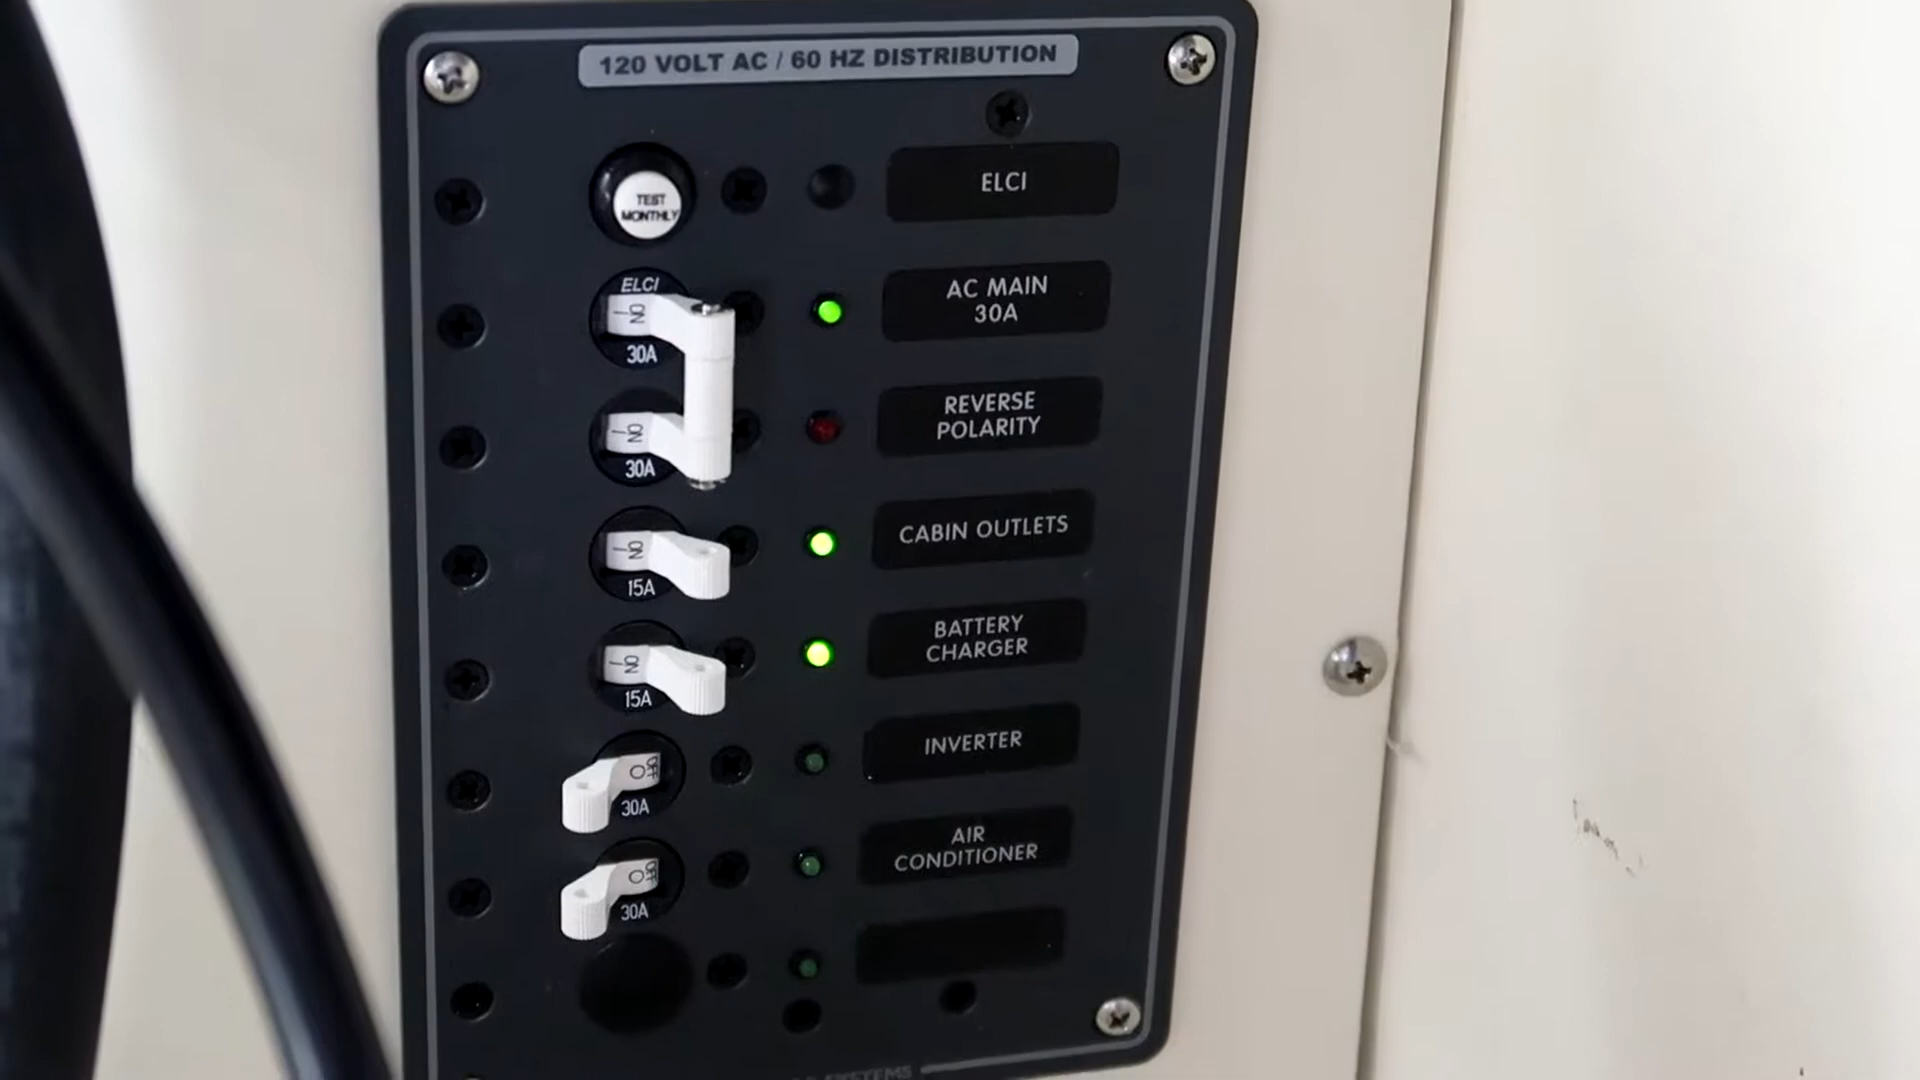 120 VOLT AC / 60 HZ DISTRIBUTION
TEST
MONTHLY
ELCI
ELCI
ON
30A
AC MAIN
30A
ON
30A
REVERSE
POLARITY
ON
15A
CABIN OUTLETS
ON
15A
BATTERY
CHARGER
OFF
30A
INVERTER
OFF
30A
AIR
CONDITIONER
SYSTEMS